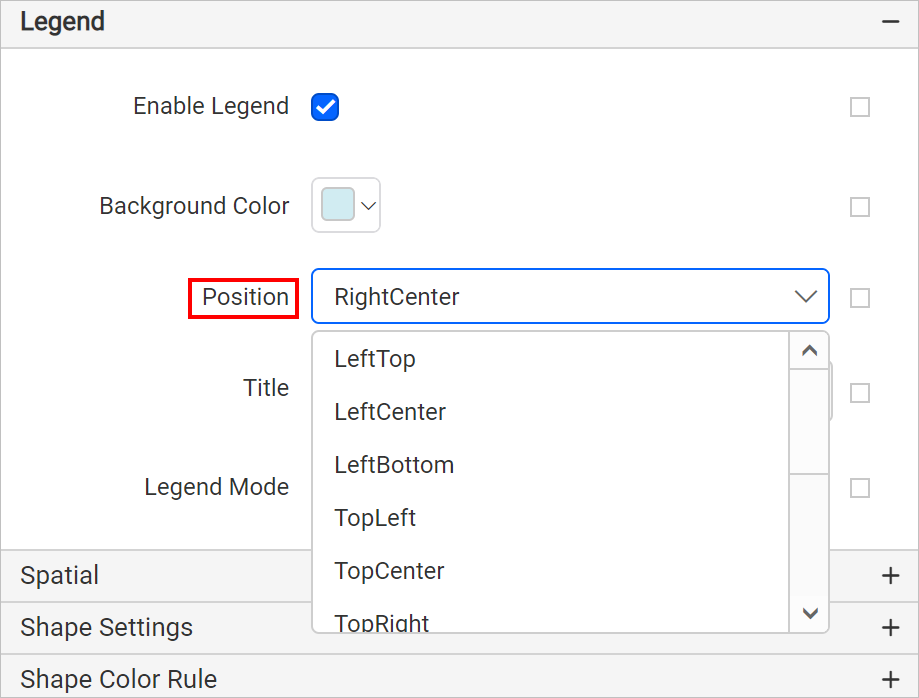 Legend
Enable Legend
Background Color
Position
RightCenter
LeftTop
Title
LeftCenter
LeftBottom
Legend Mode
TopLeft
TopCenter
Spatial
TopRight
Shape Settings
Shape Color Rule